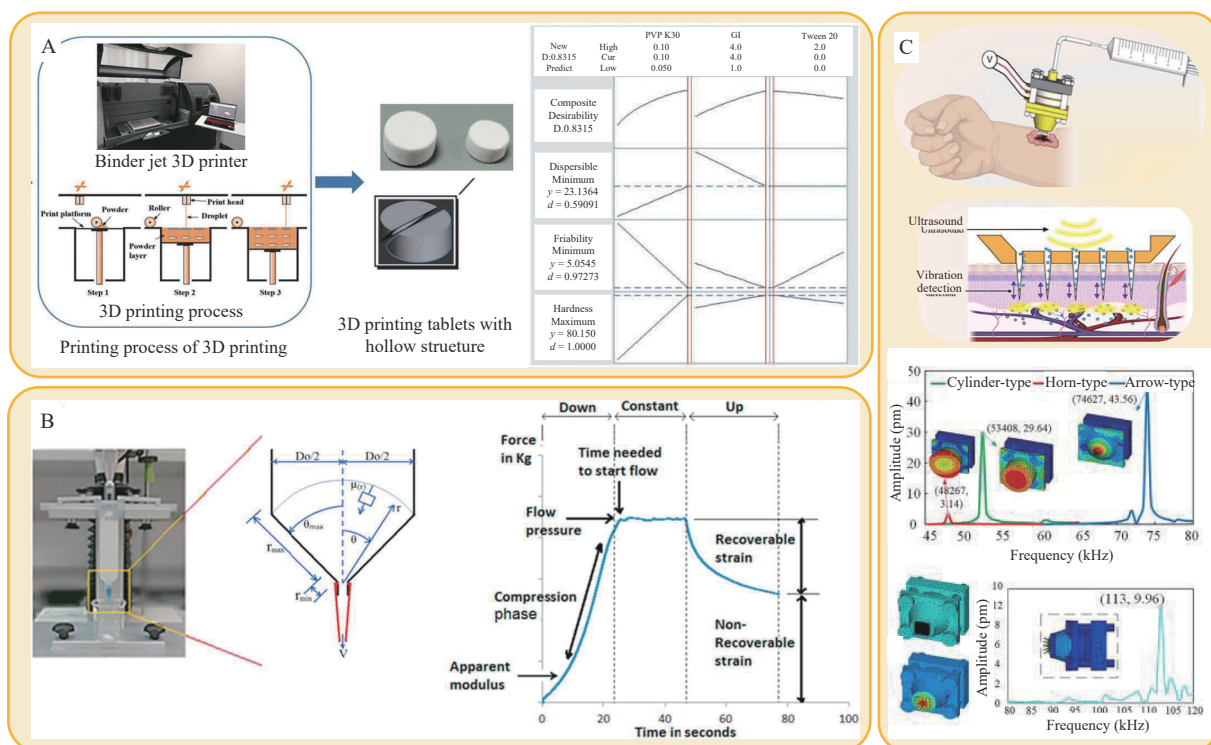 A
Binder jet 3D printer
Print head
Print platform
Powder
Roller
Droplet
Powder
layer
Step 1
Step 2
Step 3
3D printing process
Printing process of 3D printing
3D printing tablets with
hollow strueture
PVP K30
GI
Tween 20
New
High
0.10
4.0
2.0
D:0.8315
Cur
0.10
4.0
0.0
Predict
Low
0.050
1.0
0.0
Composite
Desirability
D.0.8315
Dispersible
Minimum
y = 23.1364
d = 0.59091
Friability
Minimum
y = 5.0545
d = 0.97273
Hardness
Maximum
y = 80.150
d = 1.0000
B
Do/2
Do/2
μ(r)
r
θmax
θ
rmax
rmin
V
Down
Constant
Up
Force
in Kg
Time needed
to start flow
Flow
pressure
Compression
phase
Apparent
modulus
Recoverable
strain
Non-
Recoverable
strain
0
20
40
60
80
100
Time in seconds
C
V
Ultrasound
Ultrasound
Vibration
detection
50
40
30
20
10
0
Amplitude (pm)
Cylinder-type
Horn-type
Arrow-type
(74627, 43.56)
(53408, 29.64)
(48267,
3.14)
45
50
55
60
65
70
75
80
Frequency (kHz)
(113, 9.96)
Amplitude (pm)
80
85
90
95
100
105
113
120
Frequency (kHz)